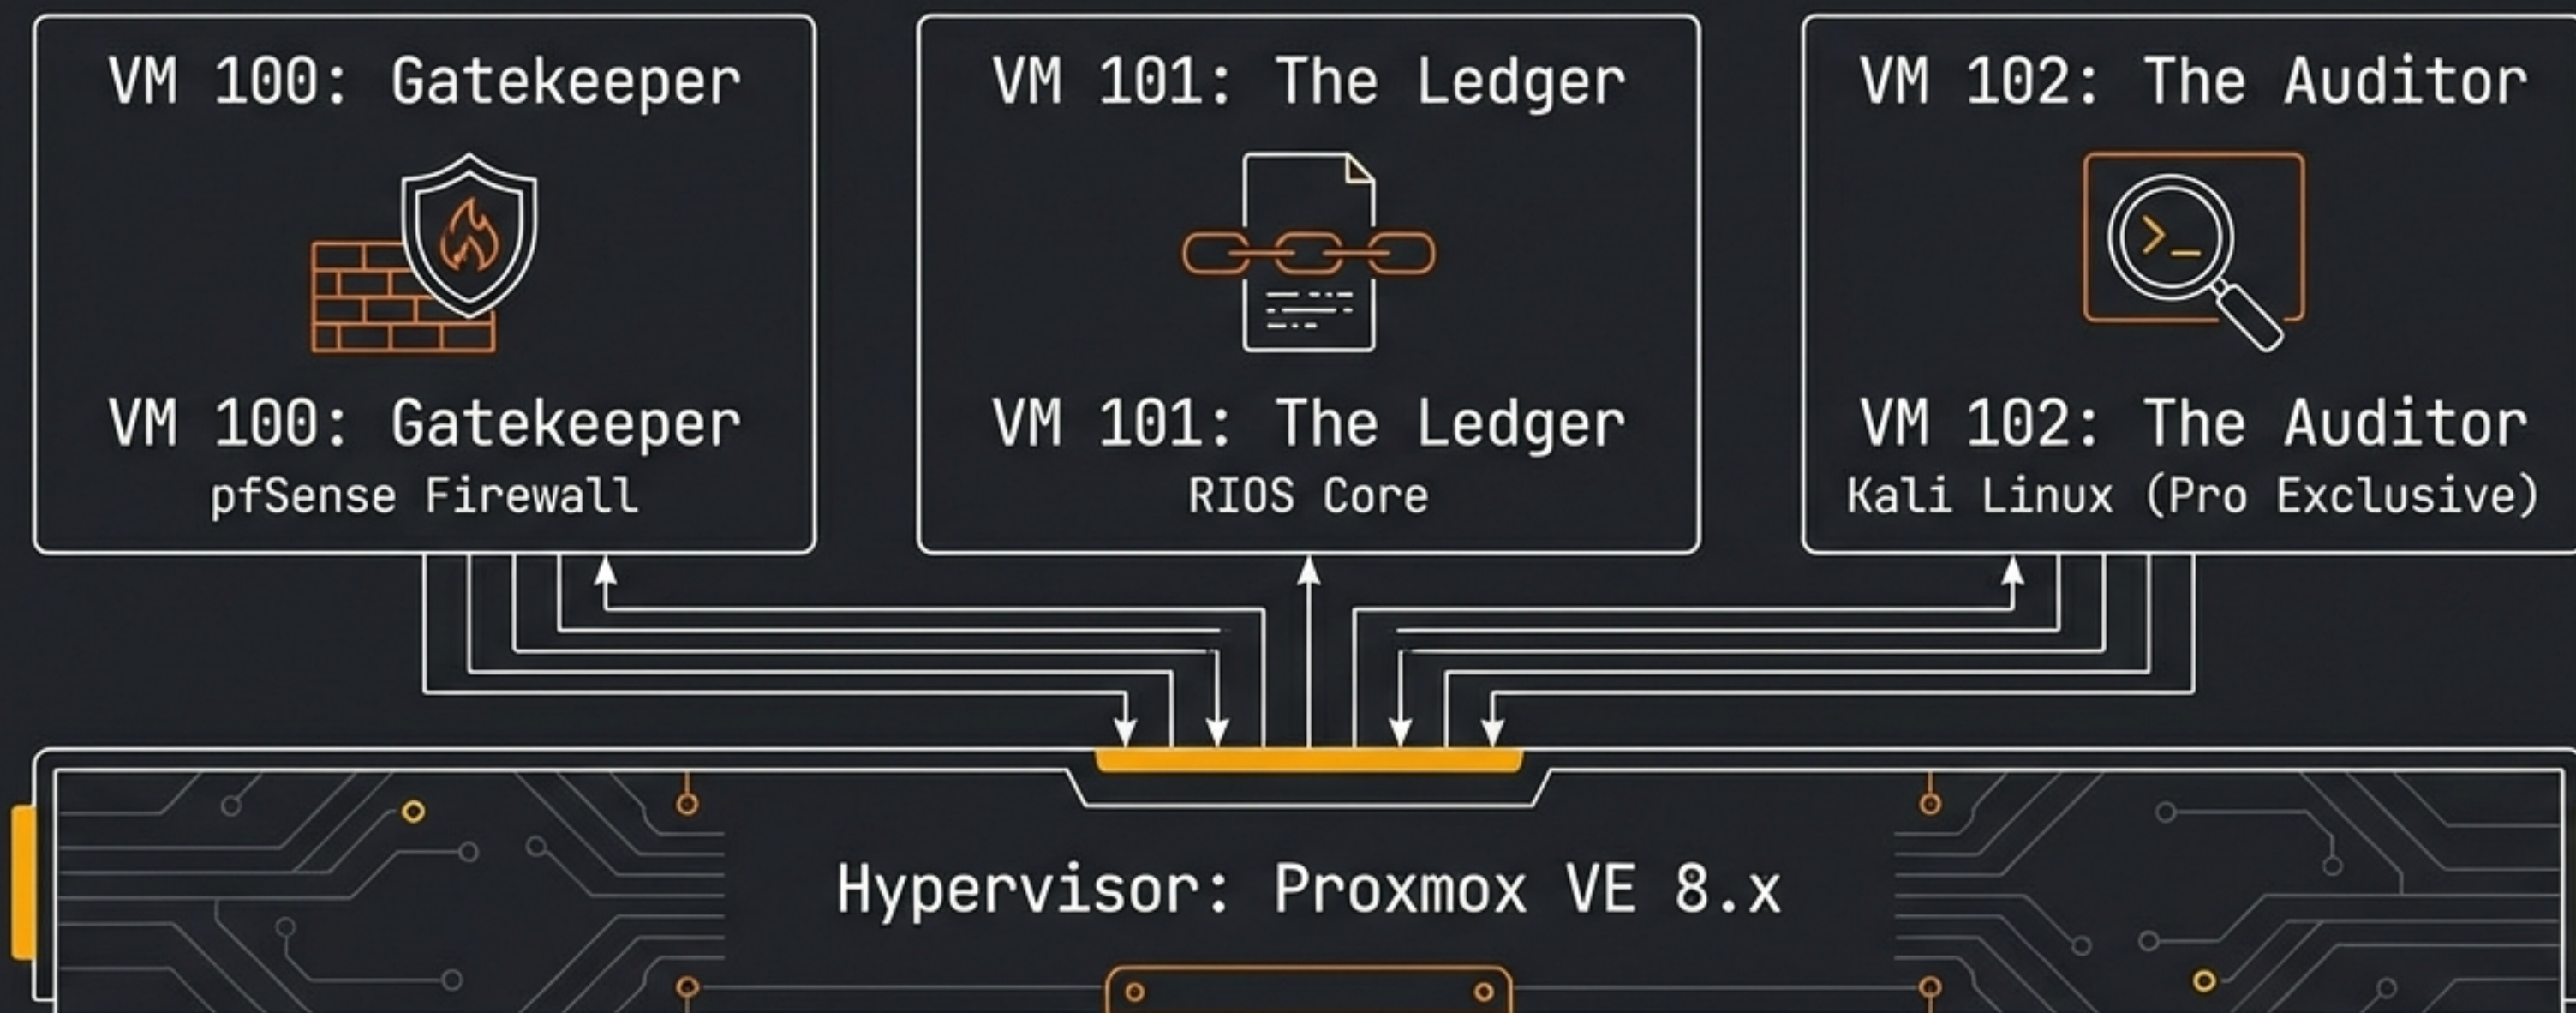 VM 100: Gatekeeper
VM 100: Gatekeeper
pfSense Firewall
VM 101: The Ledger
VM 101: The Ledger
RIOS Core
VM 102: The Auditor
>_
VM 102: The Auditor
Kali Linux (Pro Exclusive)
Hypervisor: Proxmox VE 8.x